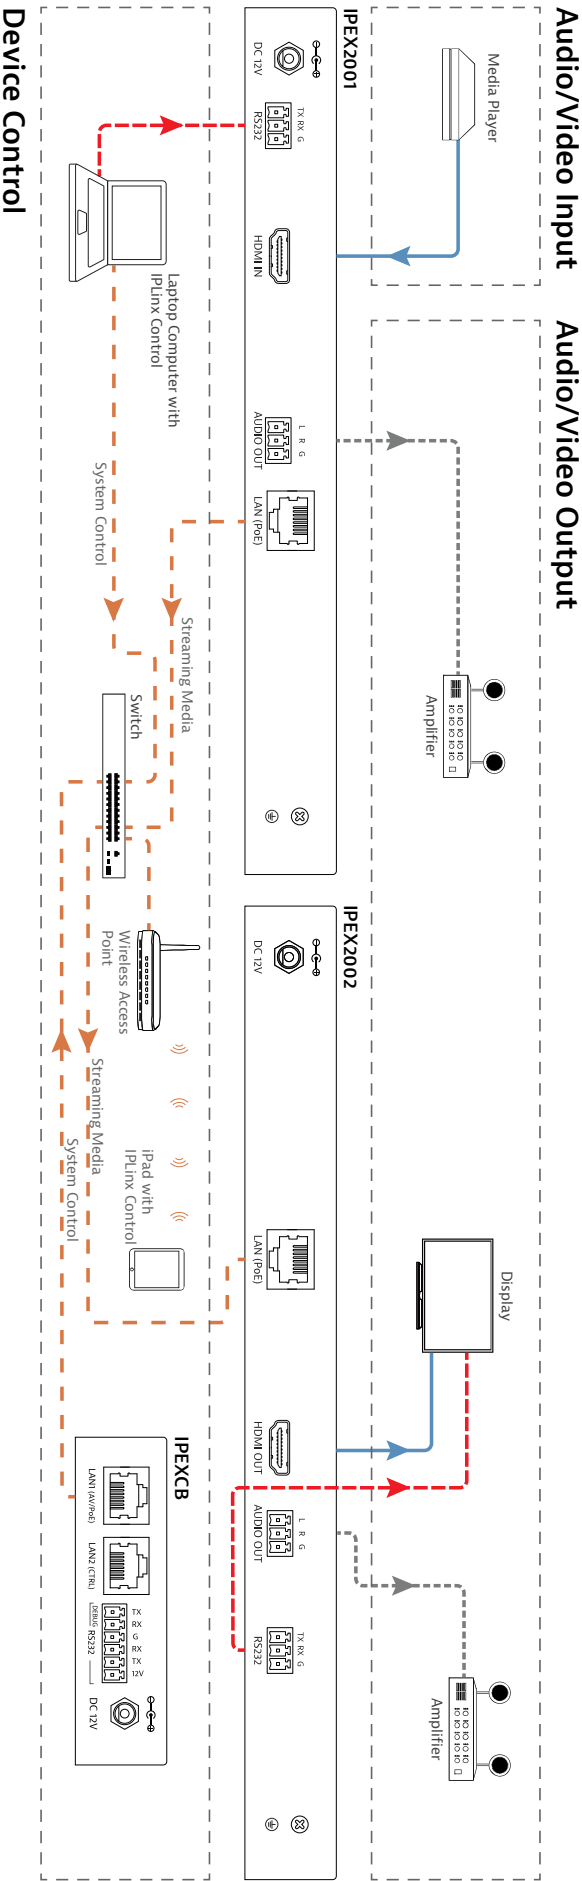 Audio/Video Input
Audio/Video Output
Media Player
Amplifier
Display
Amplifier
IPEX2001
DC 12V
TX RX G
RS232
HDMI IN
L R G
AUDIO OUT
LAN (PoE)
IPEX2002
DC 12V
LAN (PoE)
HDMI OUT
L R G
AUDIO OUT
TX RX G
RS232
Laptop Computer with
IPLinx Control
System Control
Streaming Media
Switch
Wireless Access
Point
Streaming Media
System Control
iPad with
IPLinx Control
IPEXCB
LAN1 (AV/PoE)
LAN2 (CTRL)
TX RX G RX TX 12V
DEBUG
RS232
DC 12V
Device Control